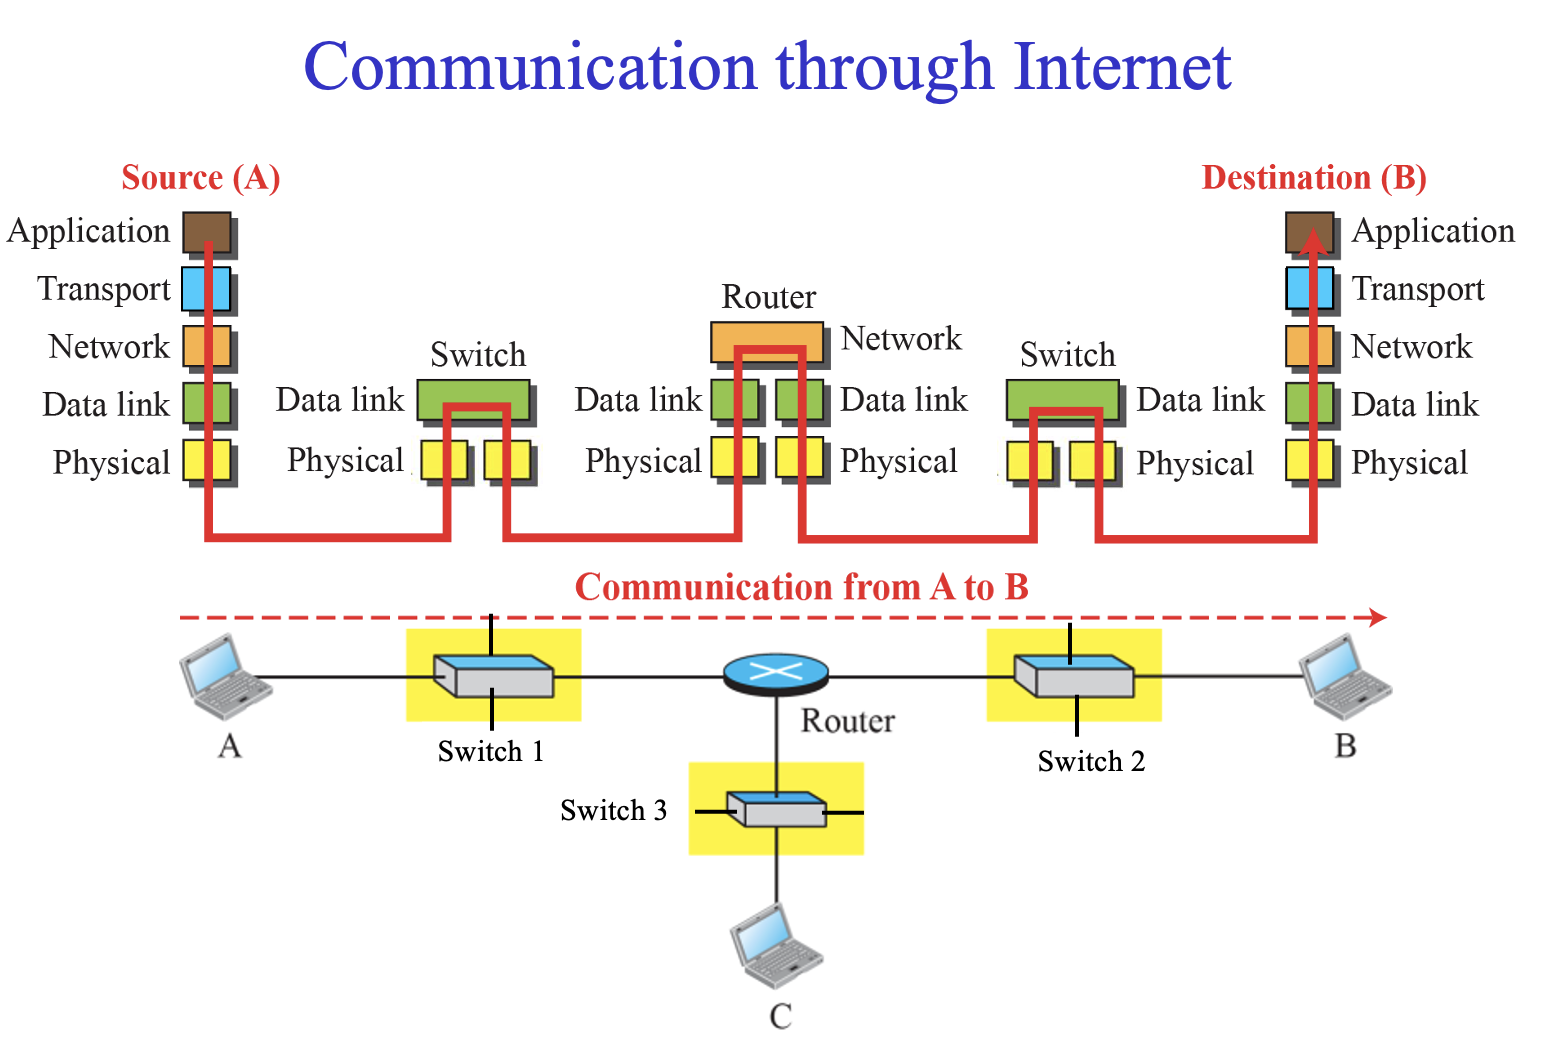 Communication through Internet
Source (A)
Destination (B)
Application
Transport
Network
Data link
Physical
Switch
Data link
Physical
Router
Network
Data link
Data link
Physical
Physical
Switch
Data link
Physical
Application
Transport
Network
Data link
Physical
Communication from A to B
A
Switch 1
Router
Switch 2
B
Switch 3
C